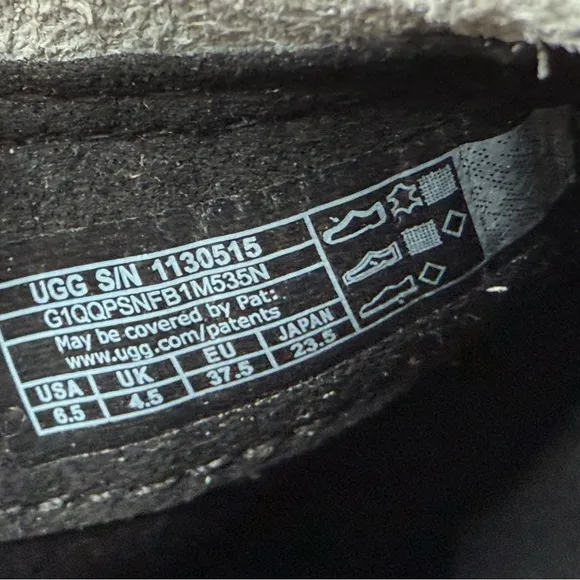 UGG S/N 1130515
G1QQPSNFB1M535N
May be covered by Pat:
www.ugg.com/patents
USA UK EU JAPAN
6.5 4.5 37.5 23.5